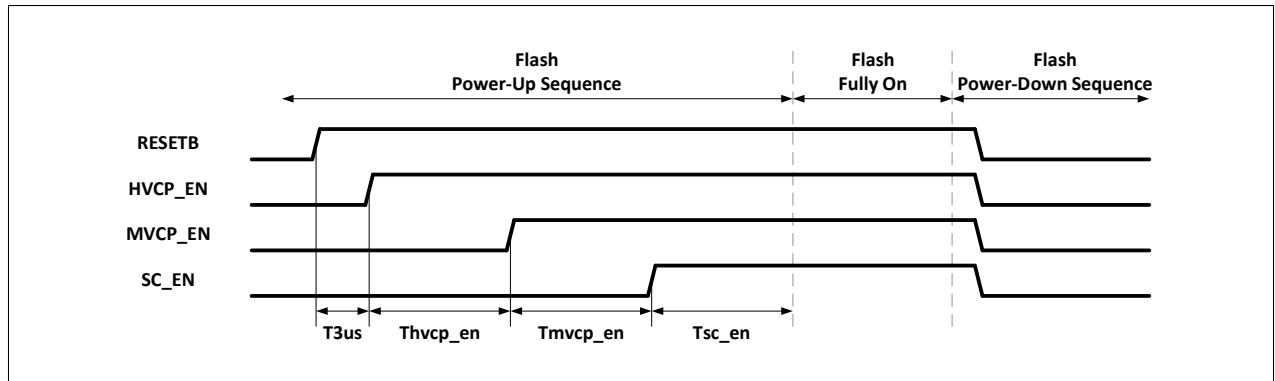 Flash
Power-Up Sequence
Flash
Fully On
Flash
Power-Down Sequence
RESETB
HVCP_EN
MVCP_EN
SC_EN
T3us
Thvcp_en
Tmvcp_en
Tsc_en